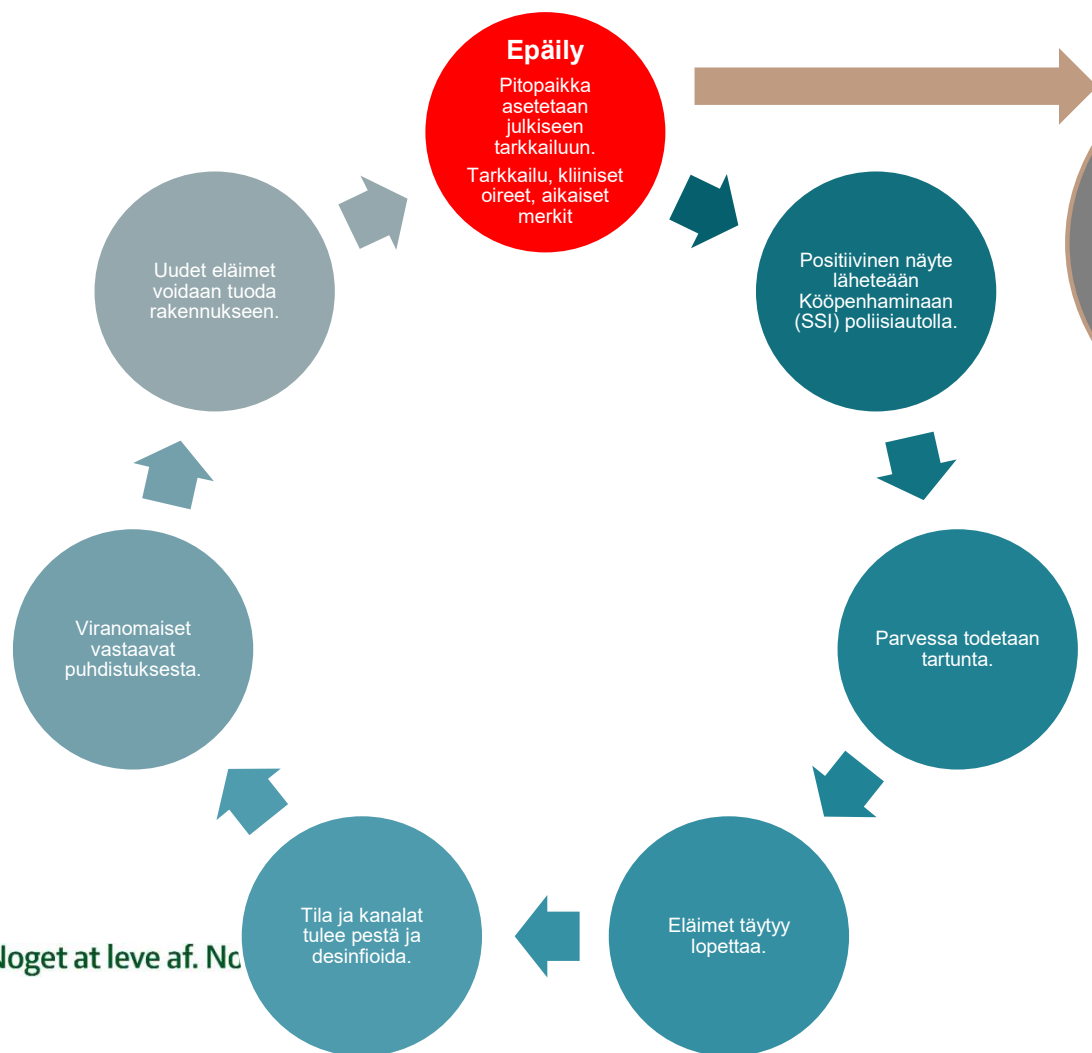 Epäily
Pitopaikka
asetetaan
julkiseen
tarkkailuun.
Tarkkailu, kliiniset
oireet, aikaiset
merkit
Positiivinen näyte
läheteään
Kööpenhaminaan
(SSI) poliisiautolla.
Parvessa todetaan
tartunta.
Eläimet täytyy
lopettaa.
Tila ja kanalat
tulee pestä ja
desinfioida.
Viranomaiset
vastaavat
puhdistuksesta.
Uudet eläimet
voidaan tuoda
rakennukseen.
Noget at leve af. No